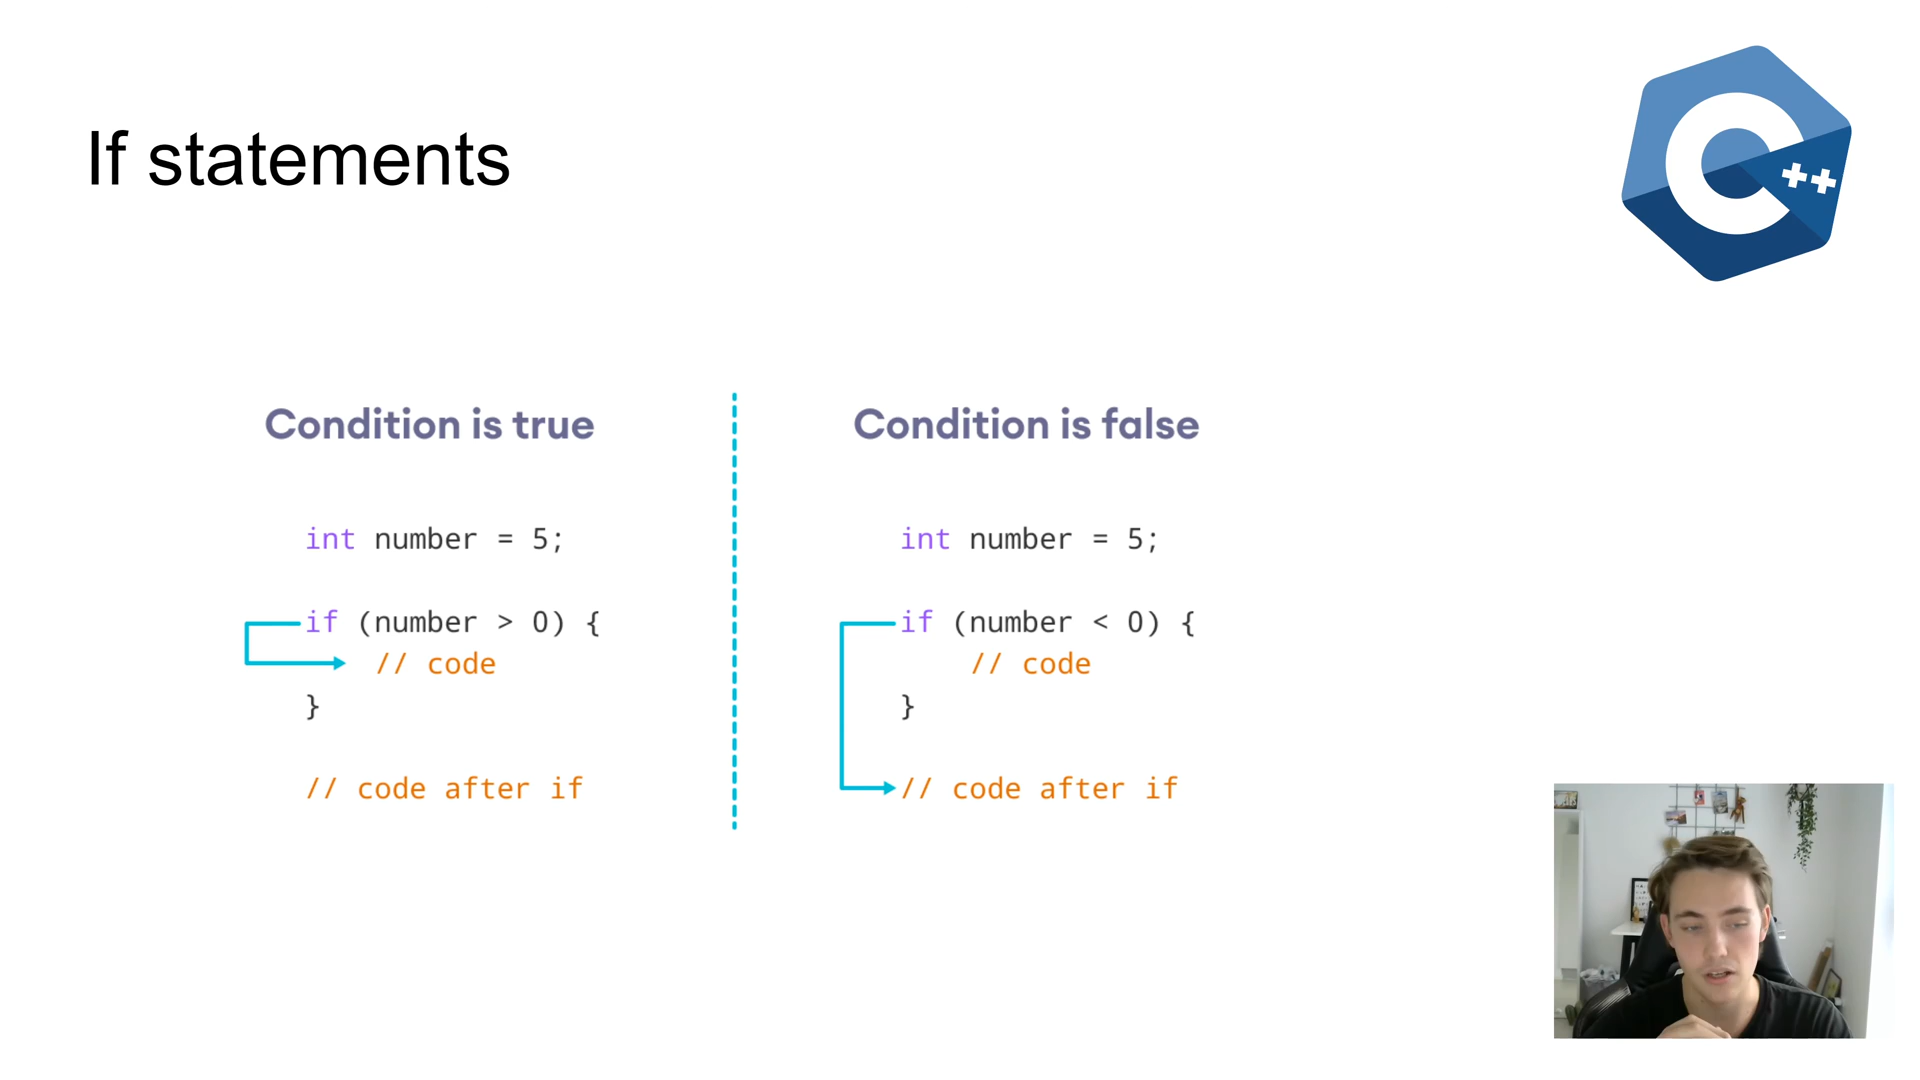 If statements
C++
Condition is true
int number = 5;
if (number > 0) {
// code
}
// code after if
Condition is false
int number = 5;
if (number < 0) {
// code
}
// code after if